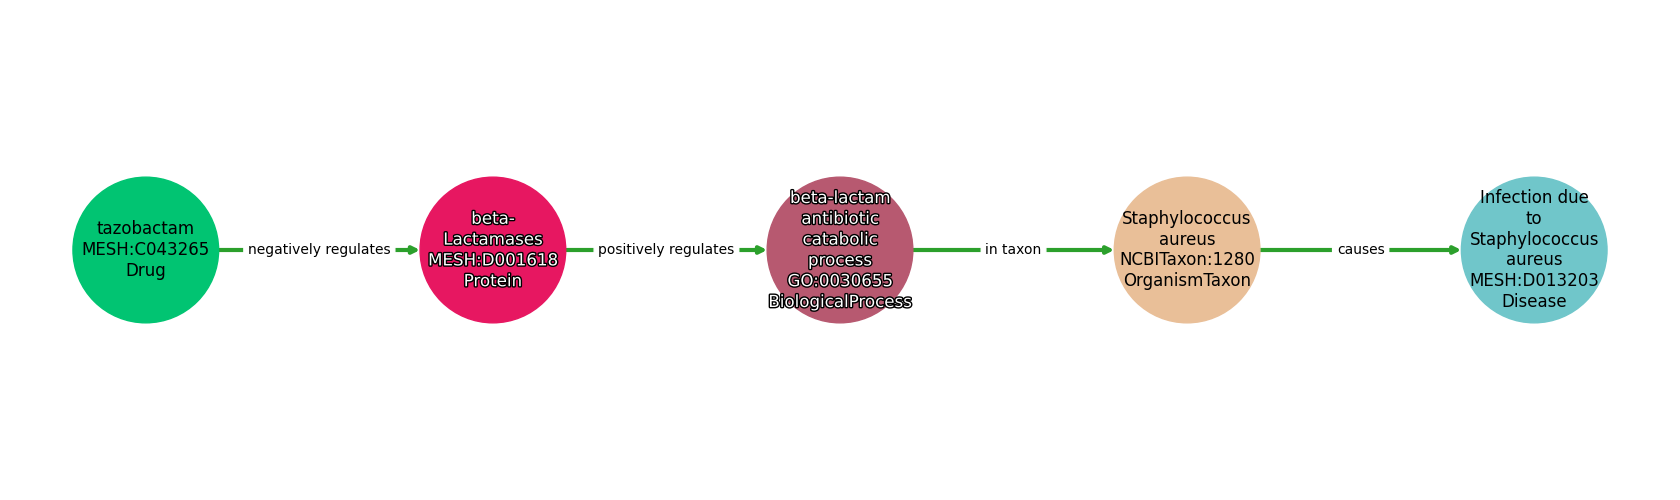 tazobactam
MESH:C043265
Drug
negatively regulates
beta-
Lactamases
MESH:D001618
Protein
positively regulates
beta-lactam
antibiotic
catabolic
process
GO:0030655
BiologicalProcess
in taxon
Staphylococcus
aureus
NCBITaxon:1280
OrganismTaxon
causes
Infection due
to
Staphylococcus
aureus
MESH:D013203
Disease